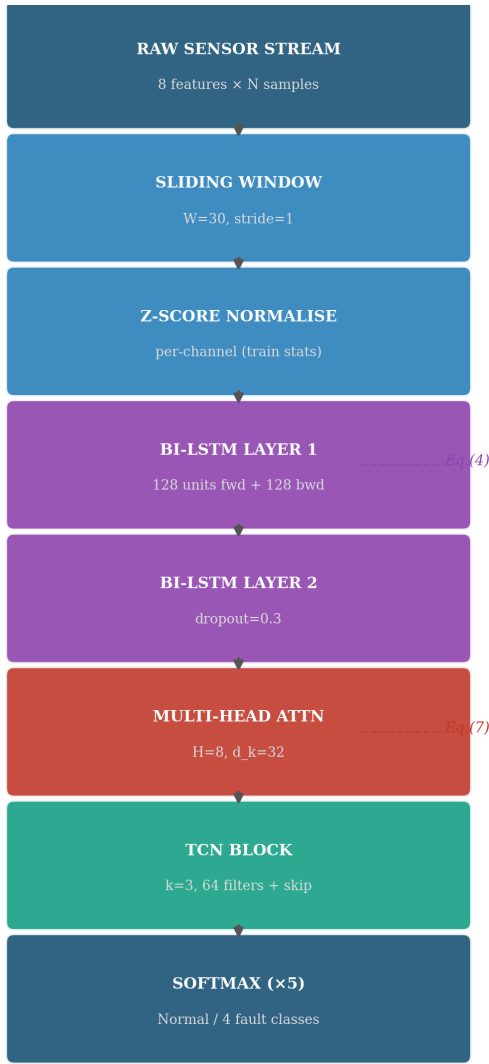 RAW SENSOR STREAM
8 features × N samples
SLIDING WINDOW
W=30, stride=1
Z-SCORE NORMALISE
per-channel (train stats)
BI-LSTM LAYER 1
Eq.(4)
128 units fwd + 128 bwd
BI-LSTM LAYER 2
dropout=0.3
MULTI-HEAD ATTN
Eq.(7)
H=8, d_k=32
TCN BLOCK
k=3, 64 filters + skip
SOFTMAX (×5)
Normal / 4 fault classes